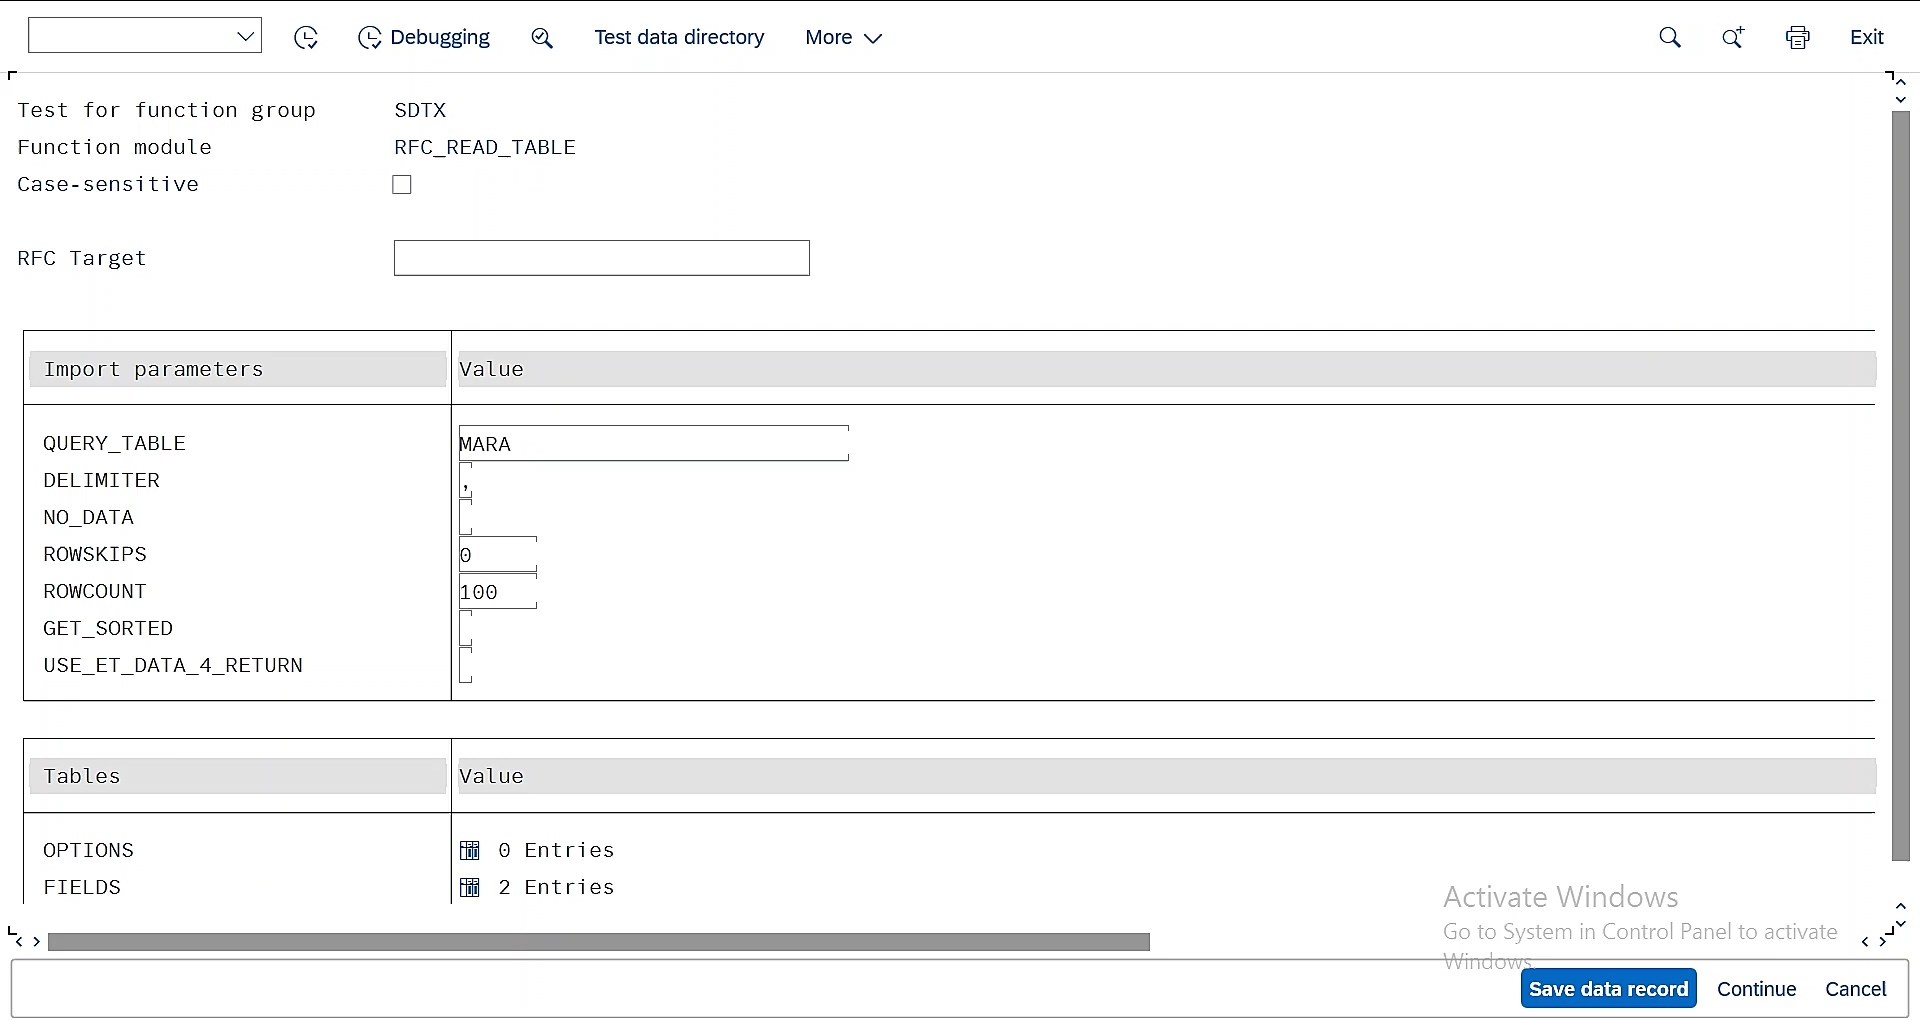 Debugging Test data directory More Exit
Test for function group SDTX
Function module RFC_READ_TABLE
Case-sensitive
RFC Target
Import parameters Value
QUERY_TABLE MARA
DELIMITER ,
NO_DATA
ROWSKIPS 0
ROWCOUNT 100
GET_SORTED
USE_ET_DATA_4_RETURN
Tables Value
OPTIONS 0 Entries
FIELDS 2 Entries
Activate Windows
Go to System in Control Panel to activate
Windows.
Save data record Continue Cancel